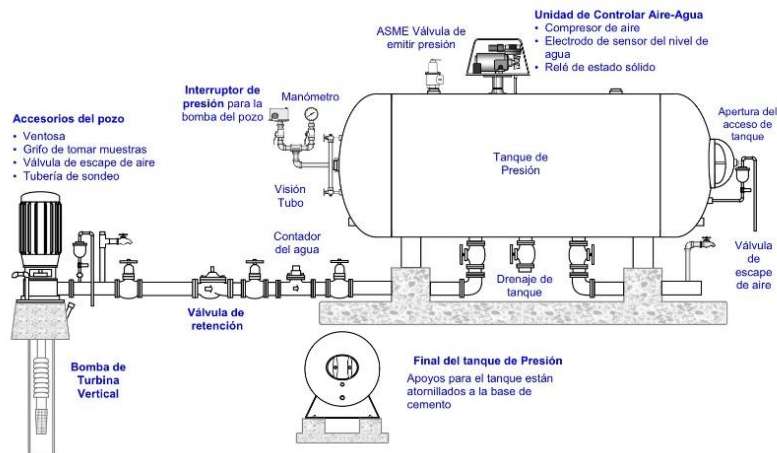 Unidad de Controlar Aire-Agua
• Compresor de aire
• Electrodo de sensor del nivel de
agua
• Relé de estado sólido
ASME Válvula de
emitir presión
Interruptor de
presión para la
bomba del pozo
Manómetro
Accesorios del pozo
• Ventosa
• Grifo de tomar muestras
• Válvula de escape de aire
• Tubería de sondeo
Apertura del
acceso de
tanque
Tanque de
Presión
Visión
Tubo
Contador
del agua
Válvula
de escape
de aire
Drenaje de
tanque
Válvula de
retención
Bomba de
Turbina
Vertical
Final del tanque de Presión
Apoyos para el tanque están
atornillados a la base de
cemento